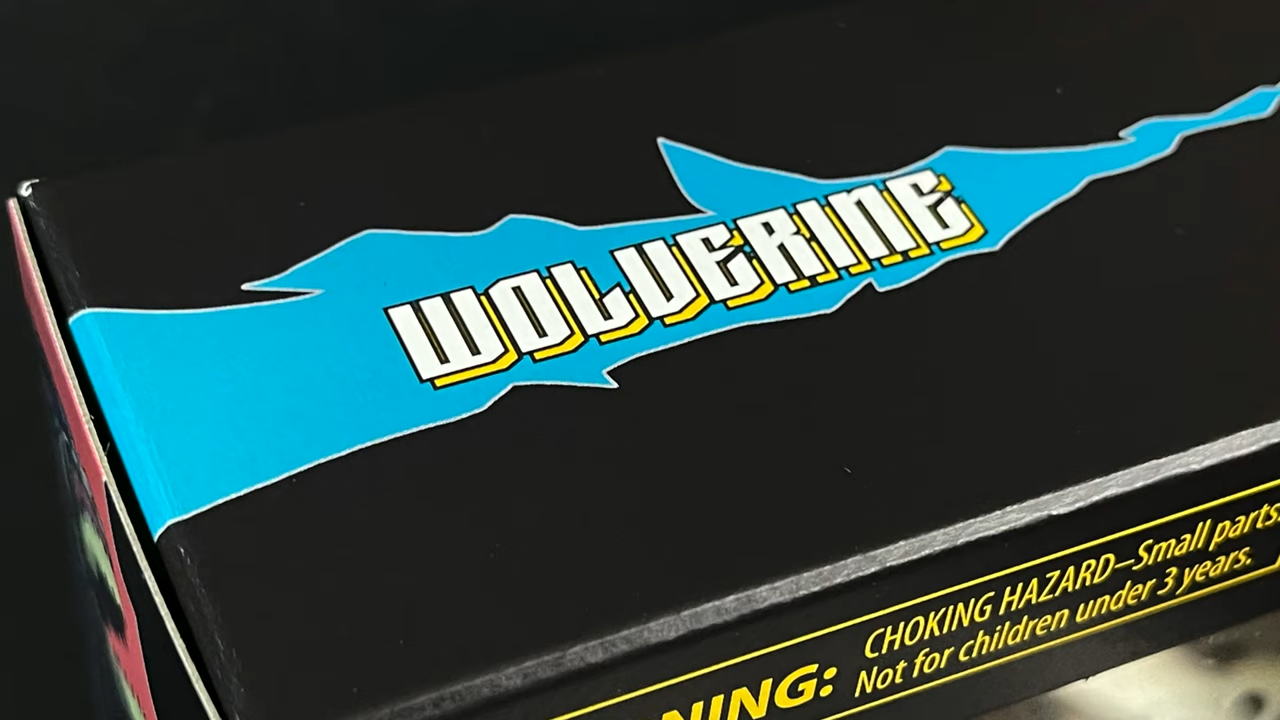 WOLVERINE
CHOKING HAZARD–Small parts.
NING: Not for children under 3 years.